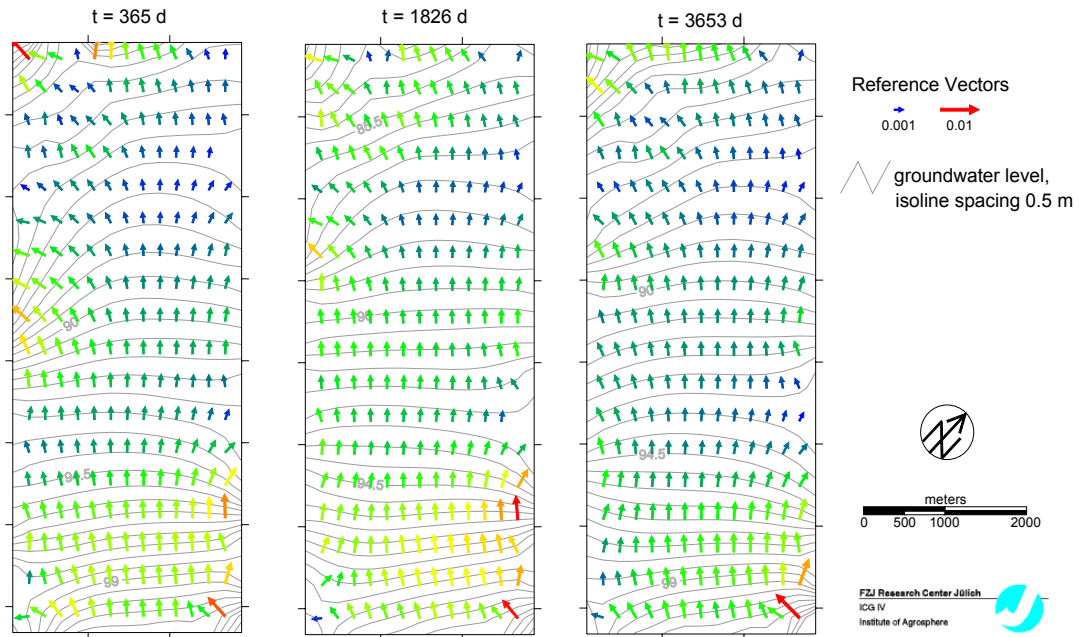 t = 365 d
t = 1826 d
t = 3653 d
Reference Vectors
0.001 0.01
groundwater level,
isoline spacing 0.5 m
90
94.5
99
85.5
90
94.5
90
94.5
99
meters
0 500 1000 2000
FZJ Research Center Jülich
ICG IV
Institute of Agrosphere